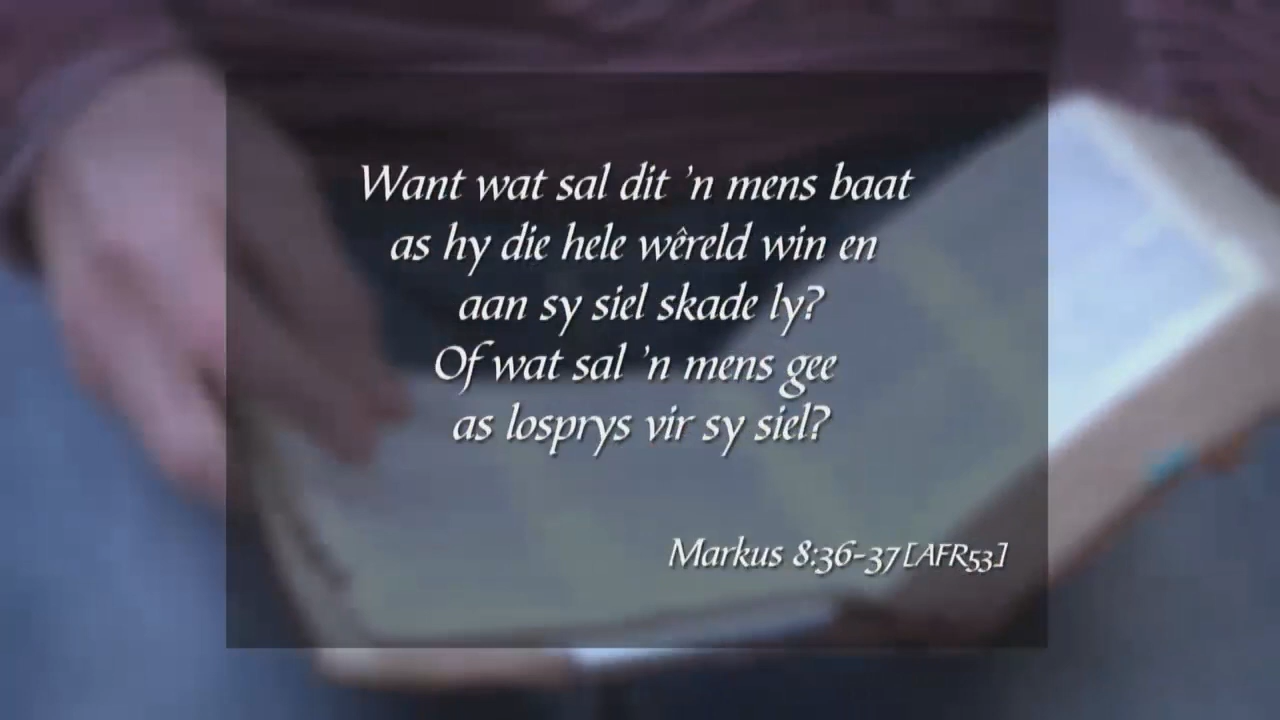 Want wat sal dit 'n mens baat
as hy die hele wêreld win en
aan sy siel skade ly?
Of wat sal 'n mens gee
as losprys vir sy siel?
Markus 8:36-37 [AFR53]